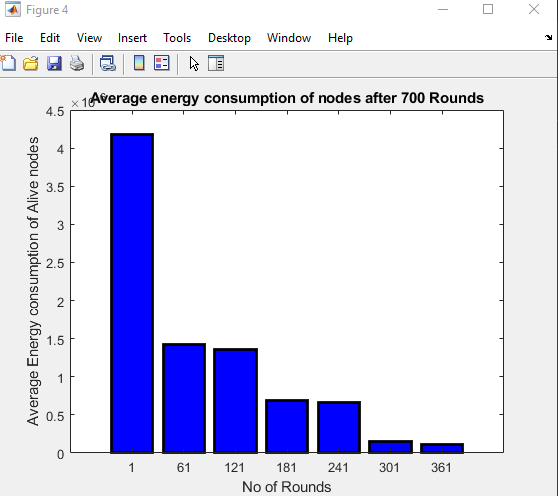 Figure 4
File Edit View Insert Tools Desktop Window Help
Average energy consumption of nodes after 700 Rounds
× 10
4.5
4
3.5
3
2.5
2
1.5
1
0.5
0
Average Energy consumption of Alive nodes
1 61 121 181 241 301 361
No of Rounds